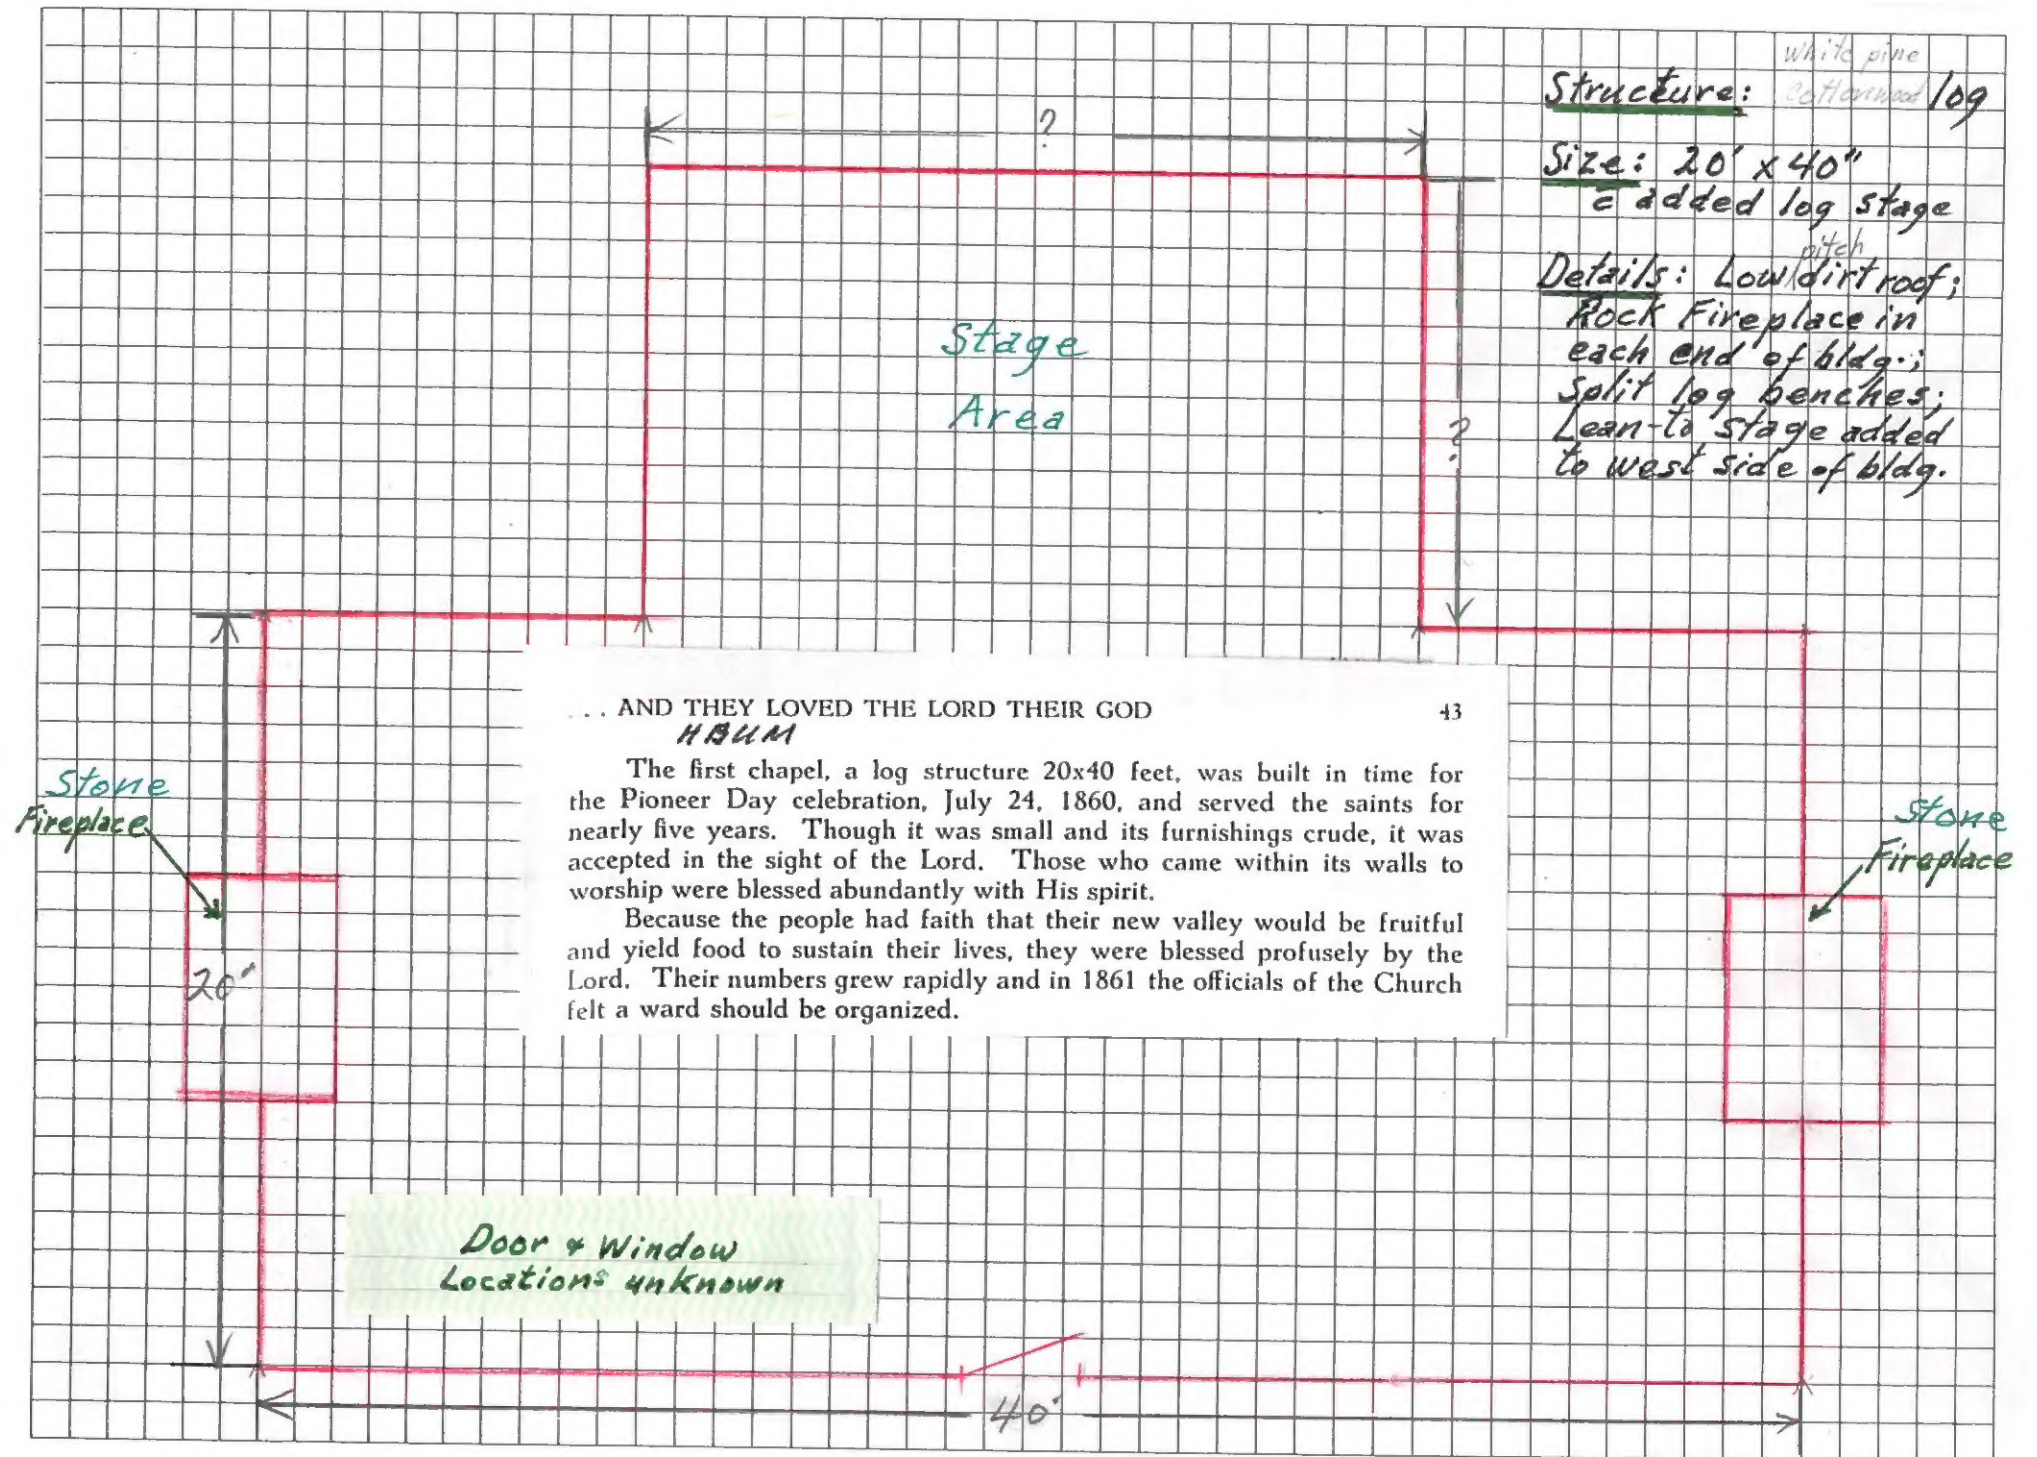 white pine
Structure: cottonwood log
Size: 20' x 40"
c̄ added log stage
pitch
Details: Low/dirt roof;
Rock Fireplace in
each end of bldg.;
split log benches;
Lean-to stage added
to west side of bldg.
?
Stage
Area
?
... AND THEY LOVED THE LORD THEIR GOD 43
HBUM
The first chapel, a log structure 20x40 feet, was built in time for
the Pioneer Day celebration, July 24, 1860, and served the saints for
nearly five years. Though it was small and its furnishings crude, it was
accepted in the sight of the Lord. Those who came within its walls to
worship were blessed abundantly with His spirit.
Because the people had faith that their new valley would be fruitful
and yield food to sustain their lives, they were blessed profusely by the
Lord. Their numbers grew rapidly and in 1861 the officials of the Church
felt a ward should be organized.
Stone
Fireplace
20'
Stone
Fireplace
Door & Window
Locations unknown
40'